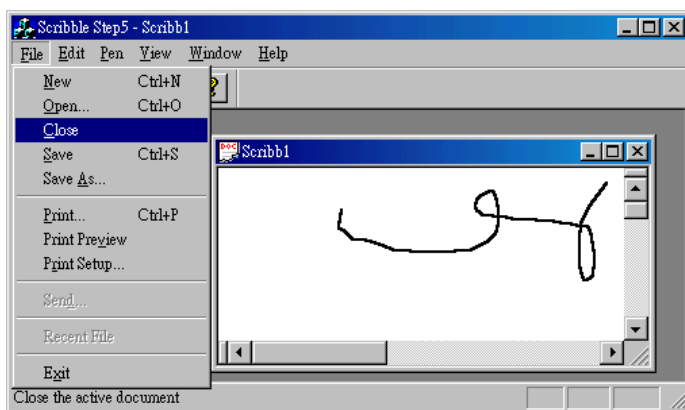 Scribble Step5 - Scribb1
File Edit Pen View Window Help
New Ctrl+N
Open... Ctrl+O
Close
Save Ctrl+S
Save As...
Print... Ctrl+P
Print Preview
Print Setup...
Send...
Recent File
Exit
DOC Scribb1
Close the active document